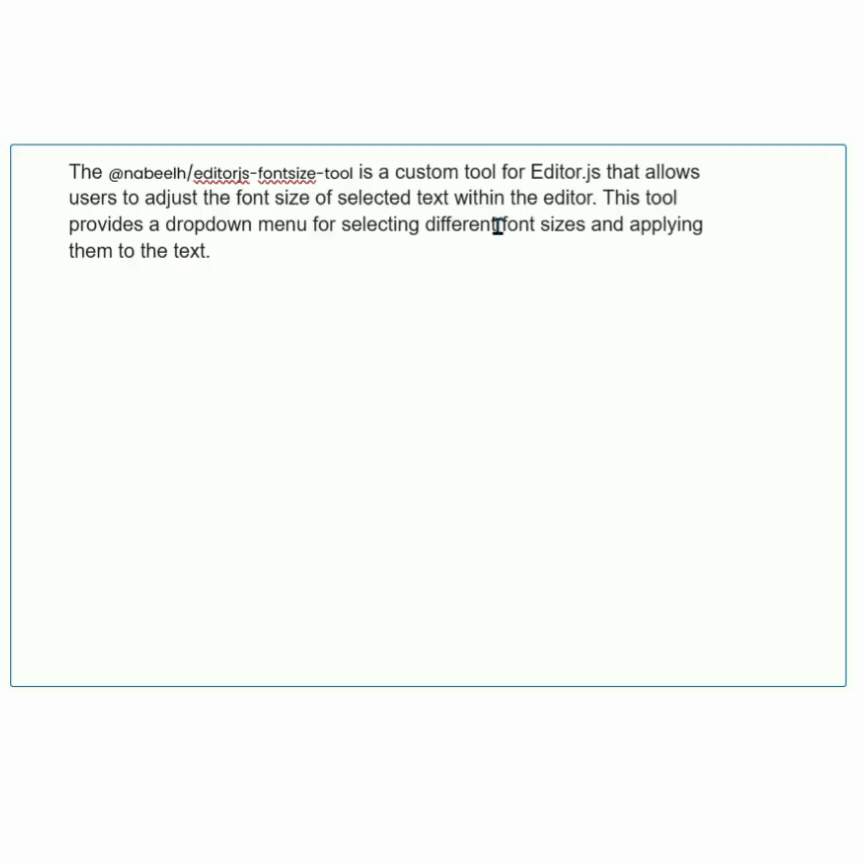 The @nabeelh/editorjs-fontsize-tool is a custom tool for Editor.js that allows
users to adjust the font size of selected text within the editor. This tool
provides a dropdown menu for selecting different font sizes and applying
them to the text.